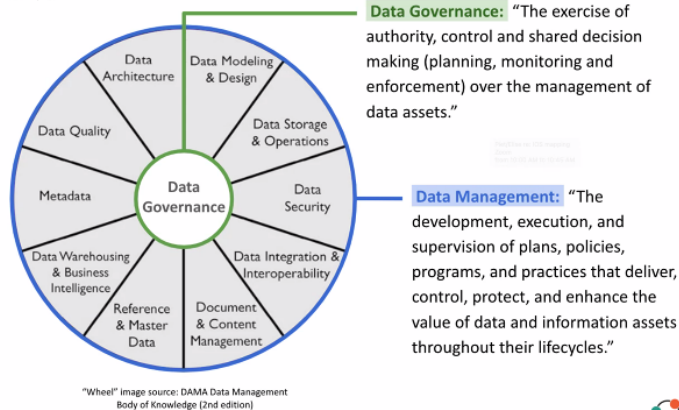 Data Governance: “The exercise of
authority, control and shared decision
making (planning, monitoring and
enforcement) over the management of
data assets.”
Data Management: “The
development, execution, and
supervision of plans, policies,
programs, and practices that deliver,
control, protect, and enhance the
value of data and information assets
throughout their lifecycles.”
Data
Governance
Data
Architecture
Data Modeling
& Design
Data Storage
& Operations
Data
Security
Data Integration &
Interoperability
Document
& Content
Management
Reference
& Master
Data
Data Warehousing
& Business
Intelligence
Metadata
Data Quality
“Wheel” image source: DAMA Data Management
Body of Knowledge (2nd edition)